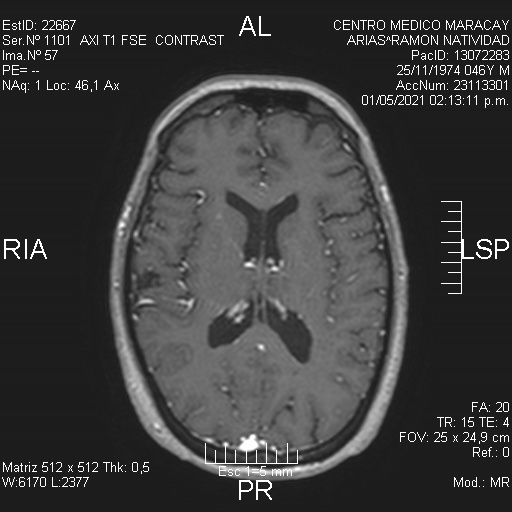 EstID: 22667
Ser.Nº 1101 AXI T1 FSE CONTRAST
Ima.Nº 57
PE= --
NAq: 1 Loc: 46,1 Ax
AL
CENTRO MEDICO MARACAY
ARIAS^RAMON NATIVIDAD
PacID: 13072283
25/11/1974 046Y M
AccNum: 23113301
01/05/2021 02:13:11 p.m.
RIA
LSP
FA: 20
TR: 15 TE: 4
FOV: 25 x 24,9 cm
Ref.: 0
Matriz 512 x 512 Thk: 0,5
W:6170 L:2377
Esc 1=5 mm
PR
Mod.: MR